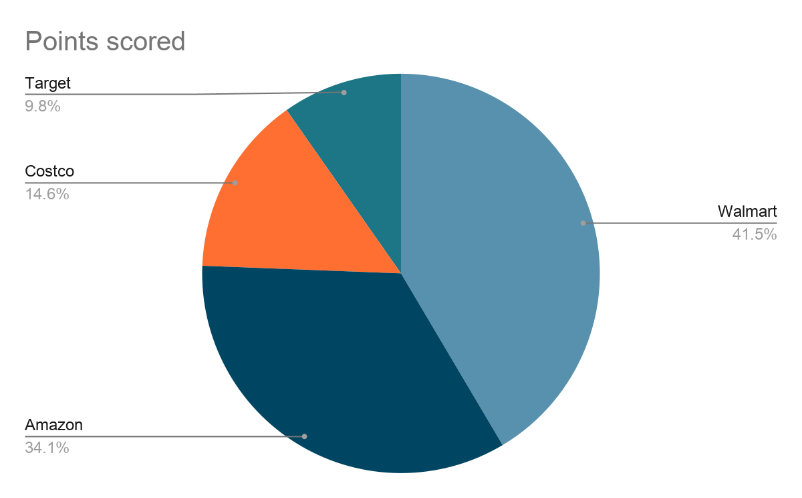 Points scored
Target
9.8%
Costco
14.6%
Walmart
41.5%
Amazon
34.1%